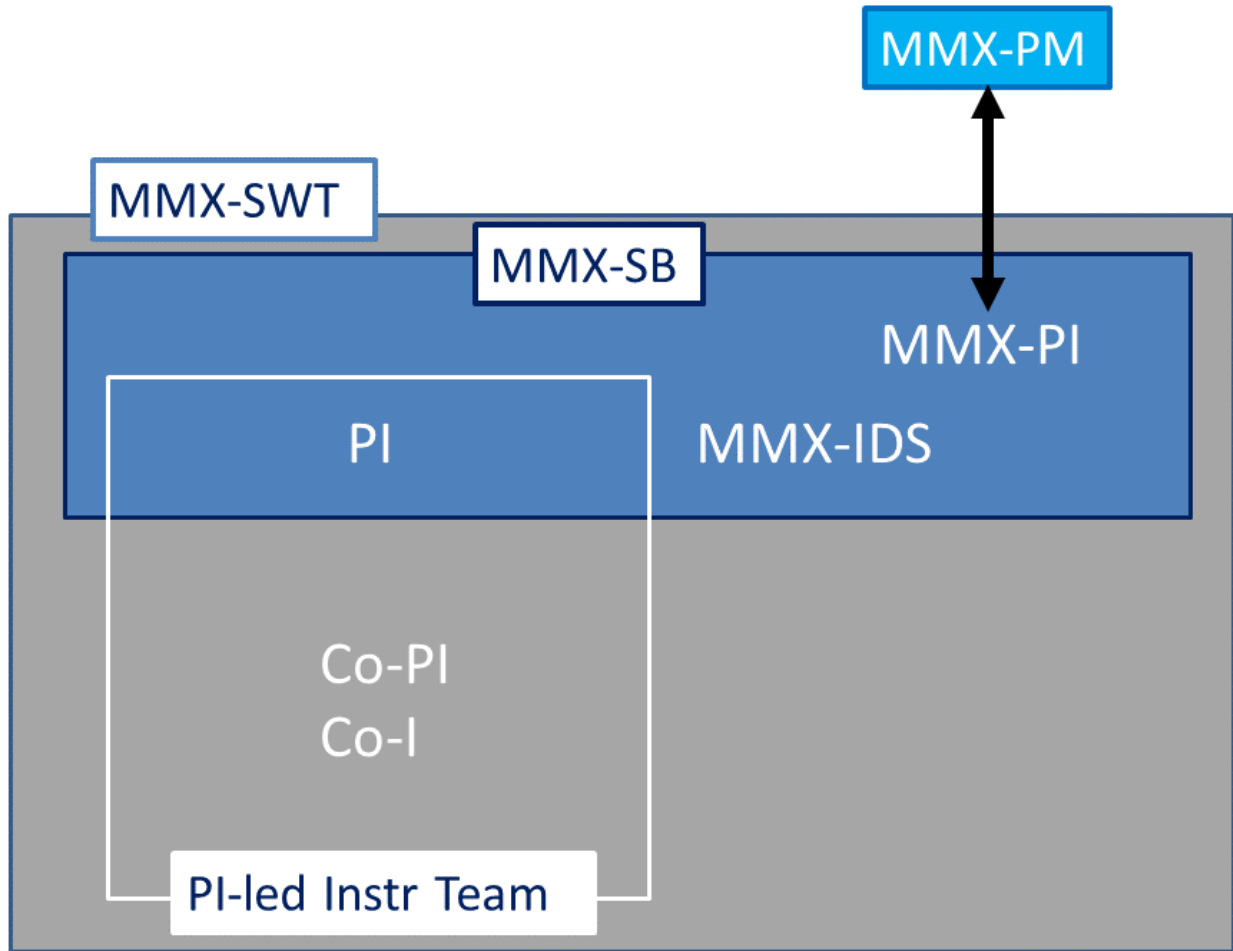 MMX-PM
MMX-SWT
MMX-SB
MMX-PI
PI
MMX-IDS
Co-PI
Co-I
PI-led Instr Team